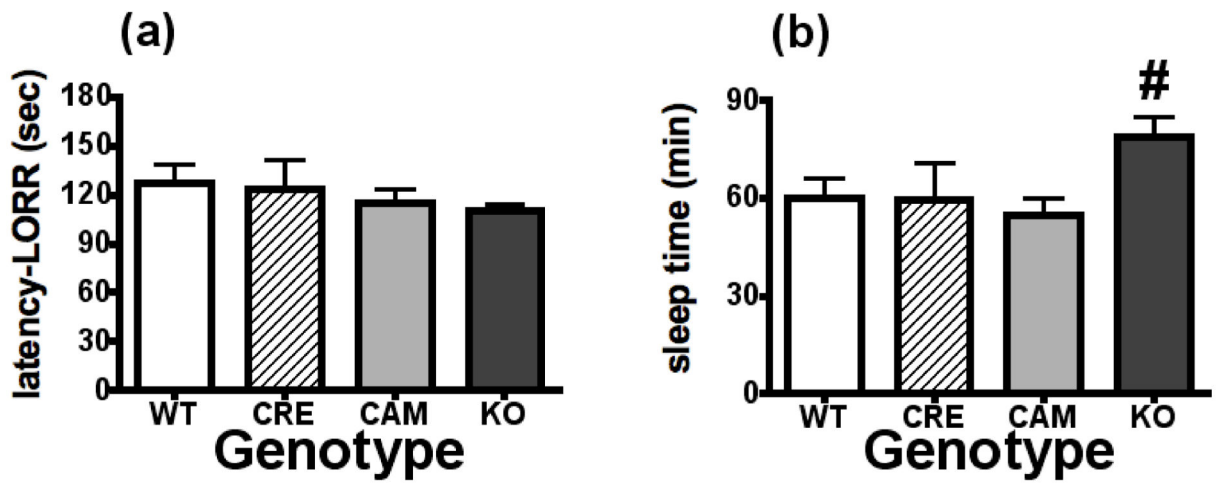 (a)
latency-LORR (sec)
180
150
120
90
60
30
0
WT CRE CAM KO
Genotype
(b)
#
sleep time (min)
90
60
30
0
WT CRE CAM KO
Genotype